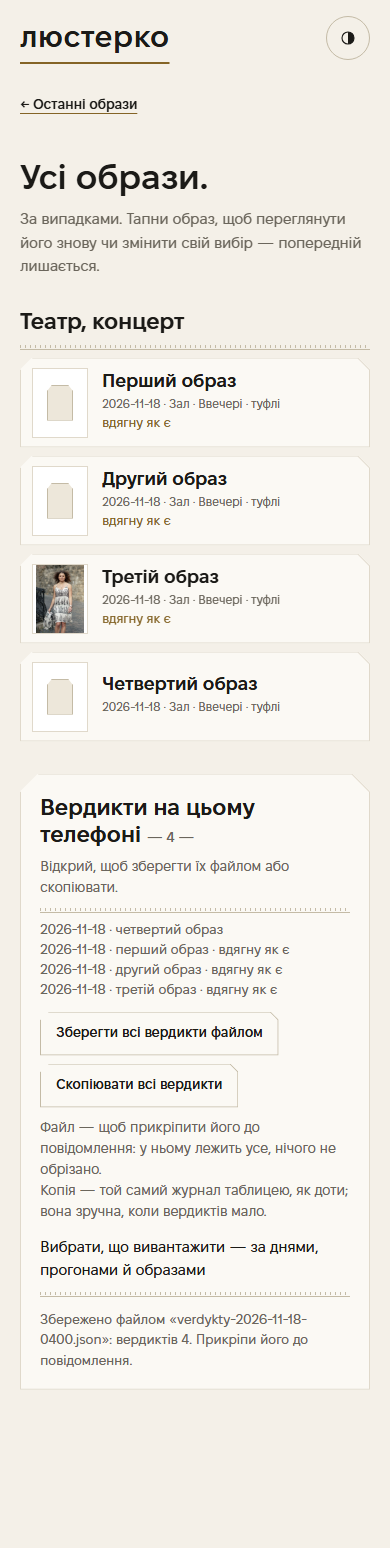 люстерко
← Останні образи
Усі образи.
За випадками. Тапни образ, щоб переглянути
його знову чи змінити свій вибір — попередній
лишається.
Театр, концерт
Перший образ
2026-11-18 · Зал · Ввечері · туфлі
вдягну як є
Другий образ
2026-11-18 · Зал · Ввечері · туфлі
вдягну як є
Третій образ
2026-11-18 · Зал · Ввечері · туфлі
вдягну як є
Четвертий образ
2026-11-18 · Зал · Ввечері · туфлі
Вердикти на цьому
телефоні — 4 —
Відкрий, щоб зберегти їх файлом або
скопіювати.
2026-11-18 · четвертий образ
2026-11-18 · перший образ · вдягну як є
2026-11-18 · другий образ · вдягну як є
2026-11-18 · третій образ · вдягну як є
Зберегти всі вердикти файлом
Скопіювати всі вердикти
Файл — щоб прикріпити його до
повідомлення: у ньому лежить усе, нічого не
обрізано.
Копія — той самий журнал таблицею, як доти;
вона зручна, коли вердиктів мало.
Вибрати, що вивантажити — за днями,
прогонами й образами
Збережено файлом «verdykty-2026-11-18-
0400.json»: вердиктів 4. Прикріпи його до
повідомлення.